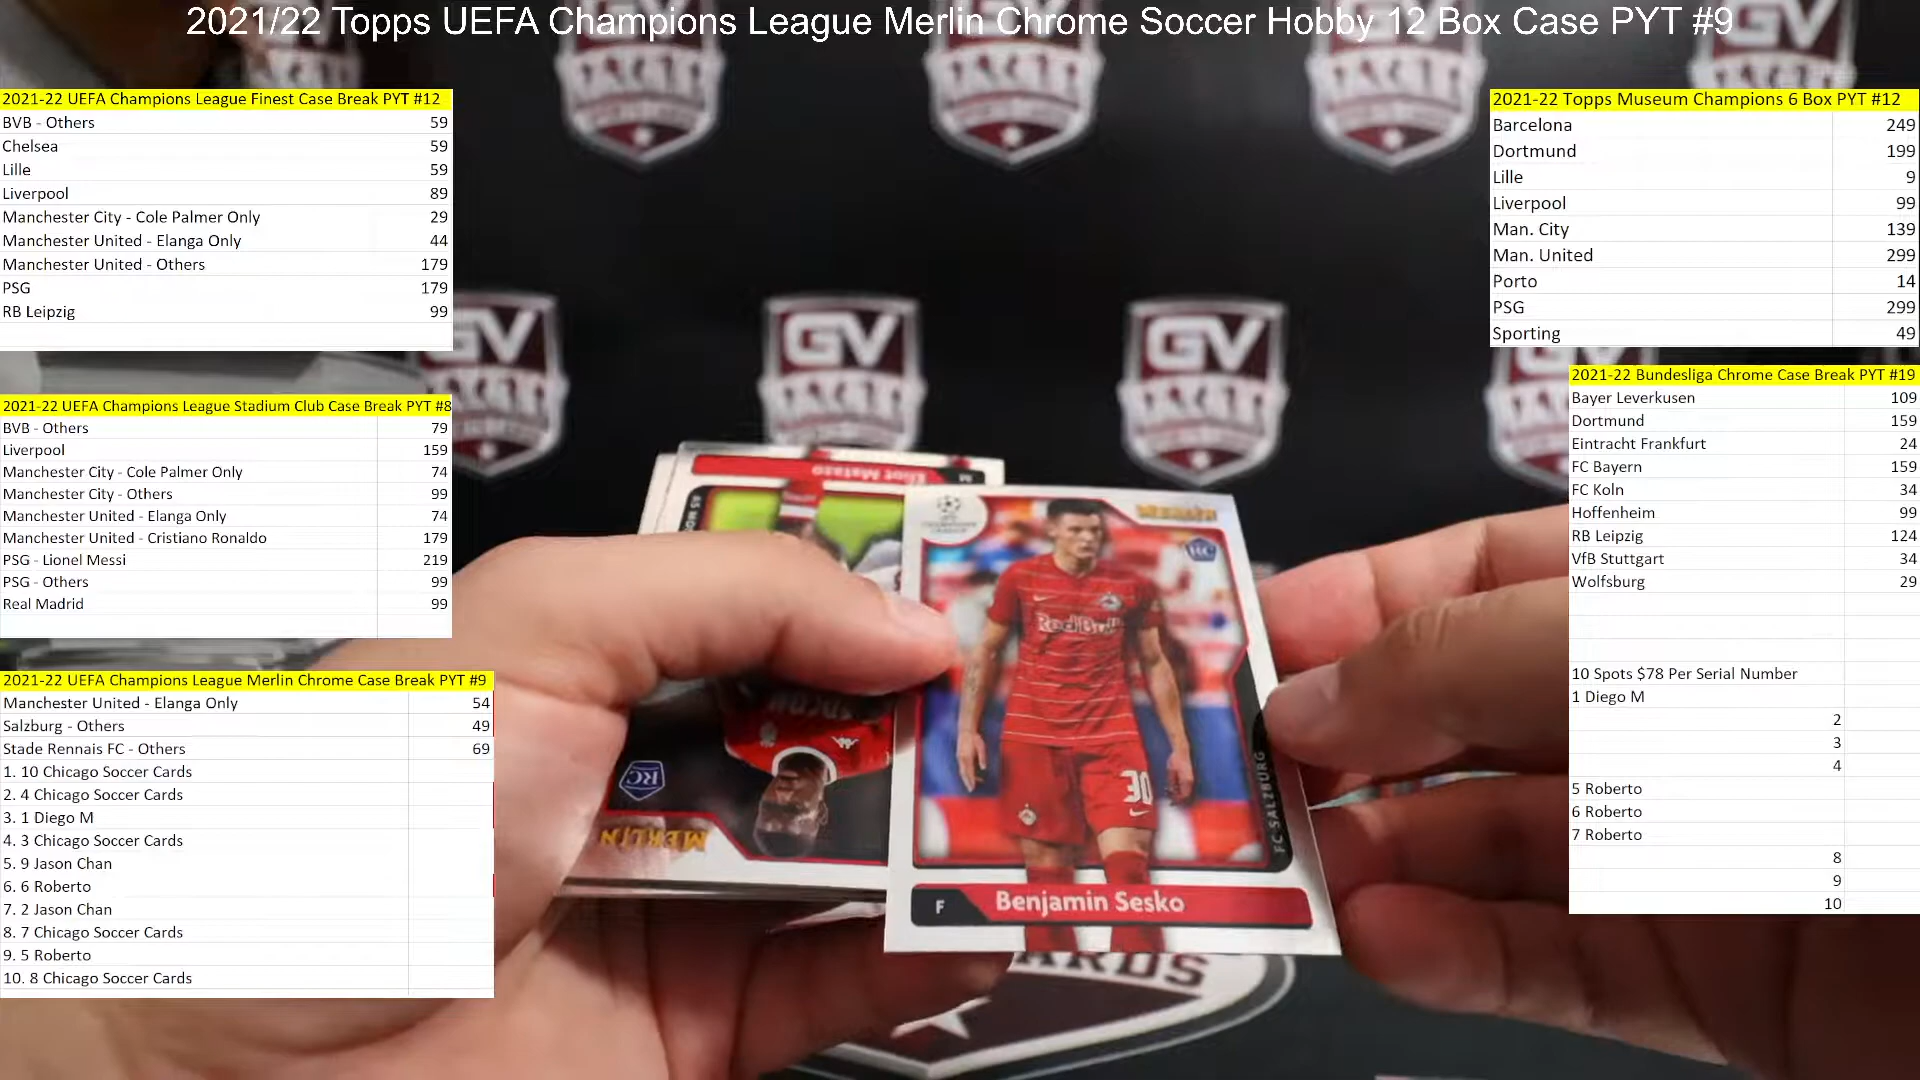 2021/22 Topps UEFA Champions League Merlin Chrome Soccer Hobby 12 Box Case PYT #9
2021-22 UEFA Champions League Finest Case Break PYT #12
BVB - Others 59
Chelsea 59
Lille 59
Liverpool 89
Manchester City - Cole Palmer Only 29
Manchester United - Elanga Only 44
Manchester United - Others 179
PSG 179
RB Leipzig 99
2021-22 UEFA Champions League Stadium Club Case Break PYT #8
BVB - Others 79
Liverpool 159
Manchester City - Cole Palmer Only 74
Manchester City - Others 99
Manchester United - Elanga Only 74
Manchester United - Cristiano Ronaldo 179
PSG - Lionel Messi 219
PSG - Others 99
Real Madrid 99
2021-22 UEFA Champions League Merlin Chrome Case Break PYT #9
Manchester United - Elanga Only 54
Salzburg - Others 49
Stade Rennais FC - Others 69
1. 10 Chicago Soccer Cards
2. 4 Chicago Soccer Cards
3. 1 Diego M
4. 3 Chicago Soccer Cards
5. 9 Jason Chan
6. 6 Roberto
7. 2 Jason Chan
8. 7 Chicago Soccer Cards
9. 5 Roberto
10. 8 Chicago Soccer Cards
2021-22 Topps Museum Champions 6 Box PYT #12
Barcelona 249
Dortmund 199
Lille 9
Liverpool 99
Man. City 139
Man. United 299
Porto 14
PSG 299
Sporting 49
2021-22 Bundesliga Chrome Case Break PYT #19
Bayer Leverkusen 109
Dortmund 159
Eintracht Frankfurt 24
FC Bayern 159
FC Koln 34
Hoffenheim 99
RB Leipzig 124
VfB Stuttgart 34
Wolfsburg 29
10 Spots $78 Per Serial Number
1 Diego M
2
3
4
5 Roberto
6 Roberto
7 Roberto
8
9
10
GV
GV
GV
GV
Eliot Matazo
M
MERLIN
RC
Red Bull
30
FC SALZBURG
F Benjamin Sesko
RC
MERLIN